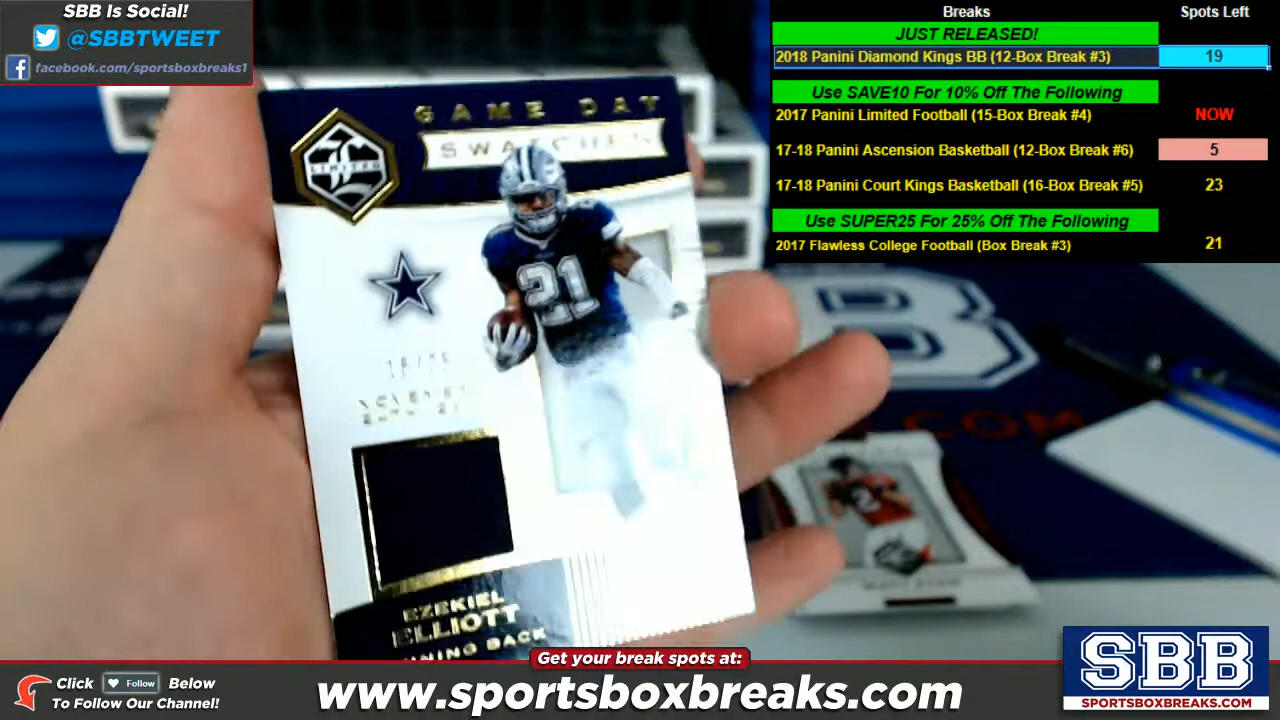 SBB Is Social!
@SBBTWEET
facebook.com/sportsboxbreaks1
Breaks Spots Left
JUST RELEASED!
2018 Panini Diamond Kings BB (12-Box Break #3) 19
Use SAVE10 For 10% Off The Following
2017 Panini Limited Football (15-Box Break #4) NOW
17-18 Panini Ascension Basketball (12-Box Break #6) 5
17-18 Panini Court Kings Basketball (16-Box Break #5) 23
Use SUPER25 For 25% Off The Following
2017 Flawless College Football (Box Break #3) 21
GAME DAY
SWATCHES
LIMITED
21
EZEKIEL
ELLIOTT
RUNNING BACK
B
.COM
Get your break spots at:
Click Follow Below
To Follow Our Channel!
www.sportsboxbreaks.com
SBB
SPORTSBOXBREAKS.COM